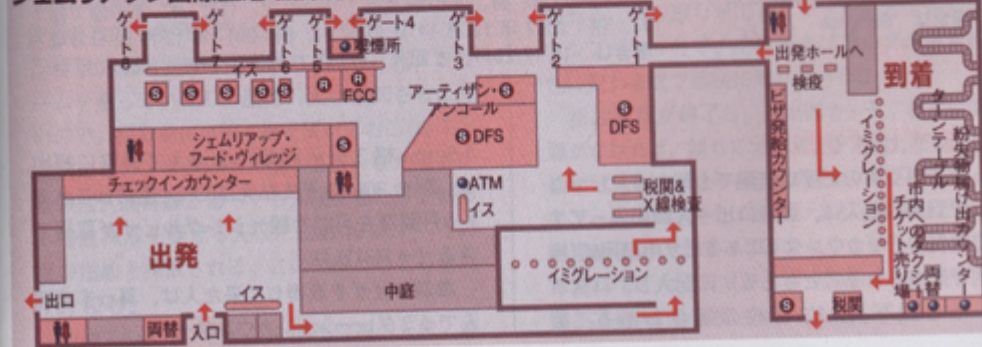 ゲート8
ゲート7
ゲート6
ゲート5
ゲート4
喫煙所
ゲート3
ゲート2
ゲート1
イス
S
S
S
S
S
R
R
FCC
アーティザン・
アンコール
S
S DFS
S
DFS
シェムリアップ・
フード・ヴィレッジ
S
チェックインカウンター
ATM
イス
税関&
X線検査
出発
中庭
イミグレーション
出口
イス
両替
入口
出発ホールへ
検疫
到着
ビザ発給カウンター
イミグレーション
ターンテーブル
紛失物届け出カウンター
市内へのタクシー
チケット売り場
両替
S
税関